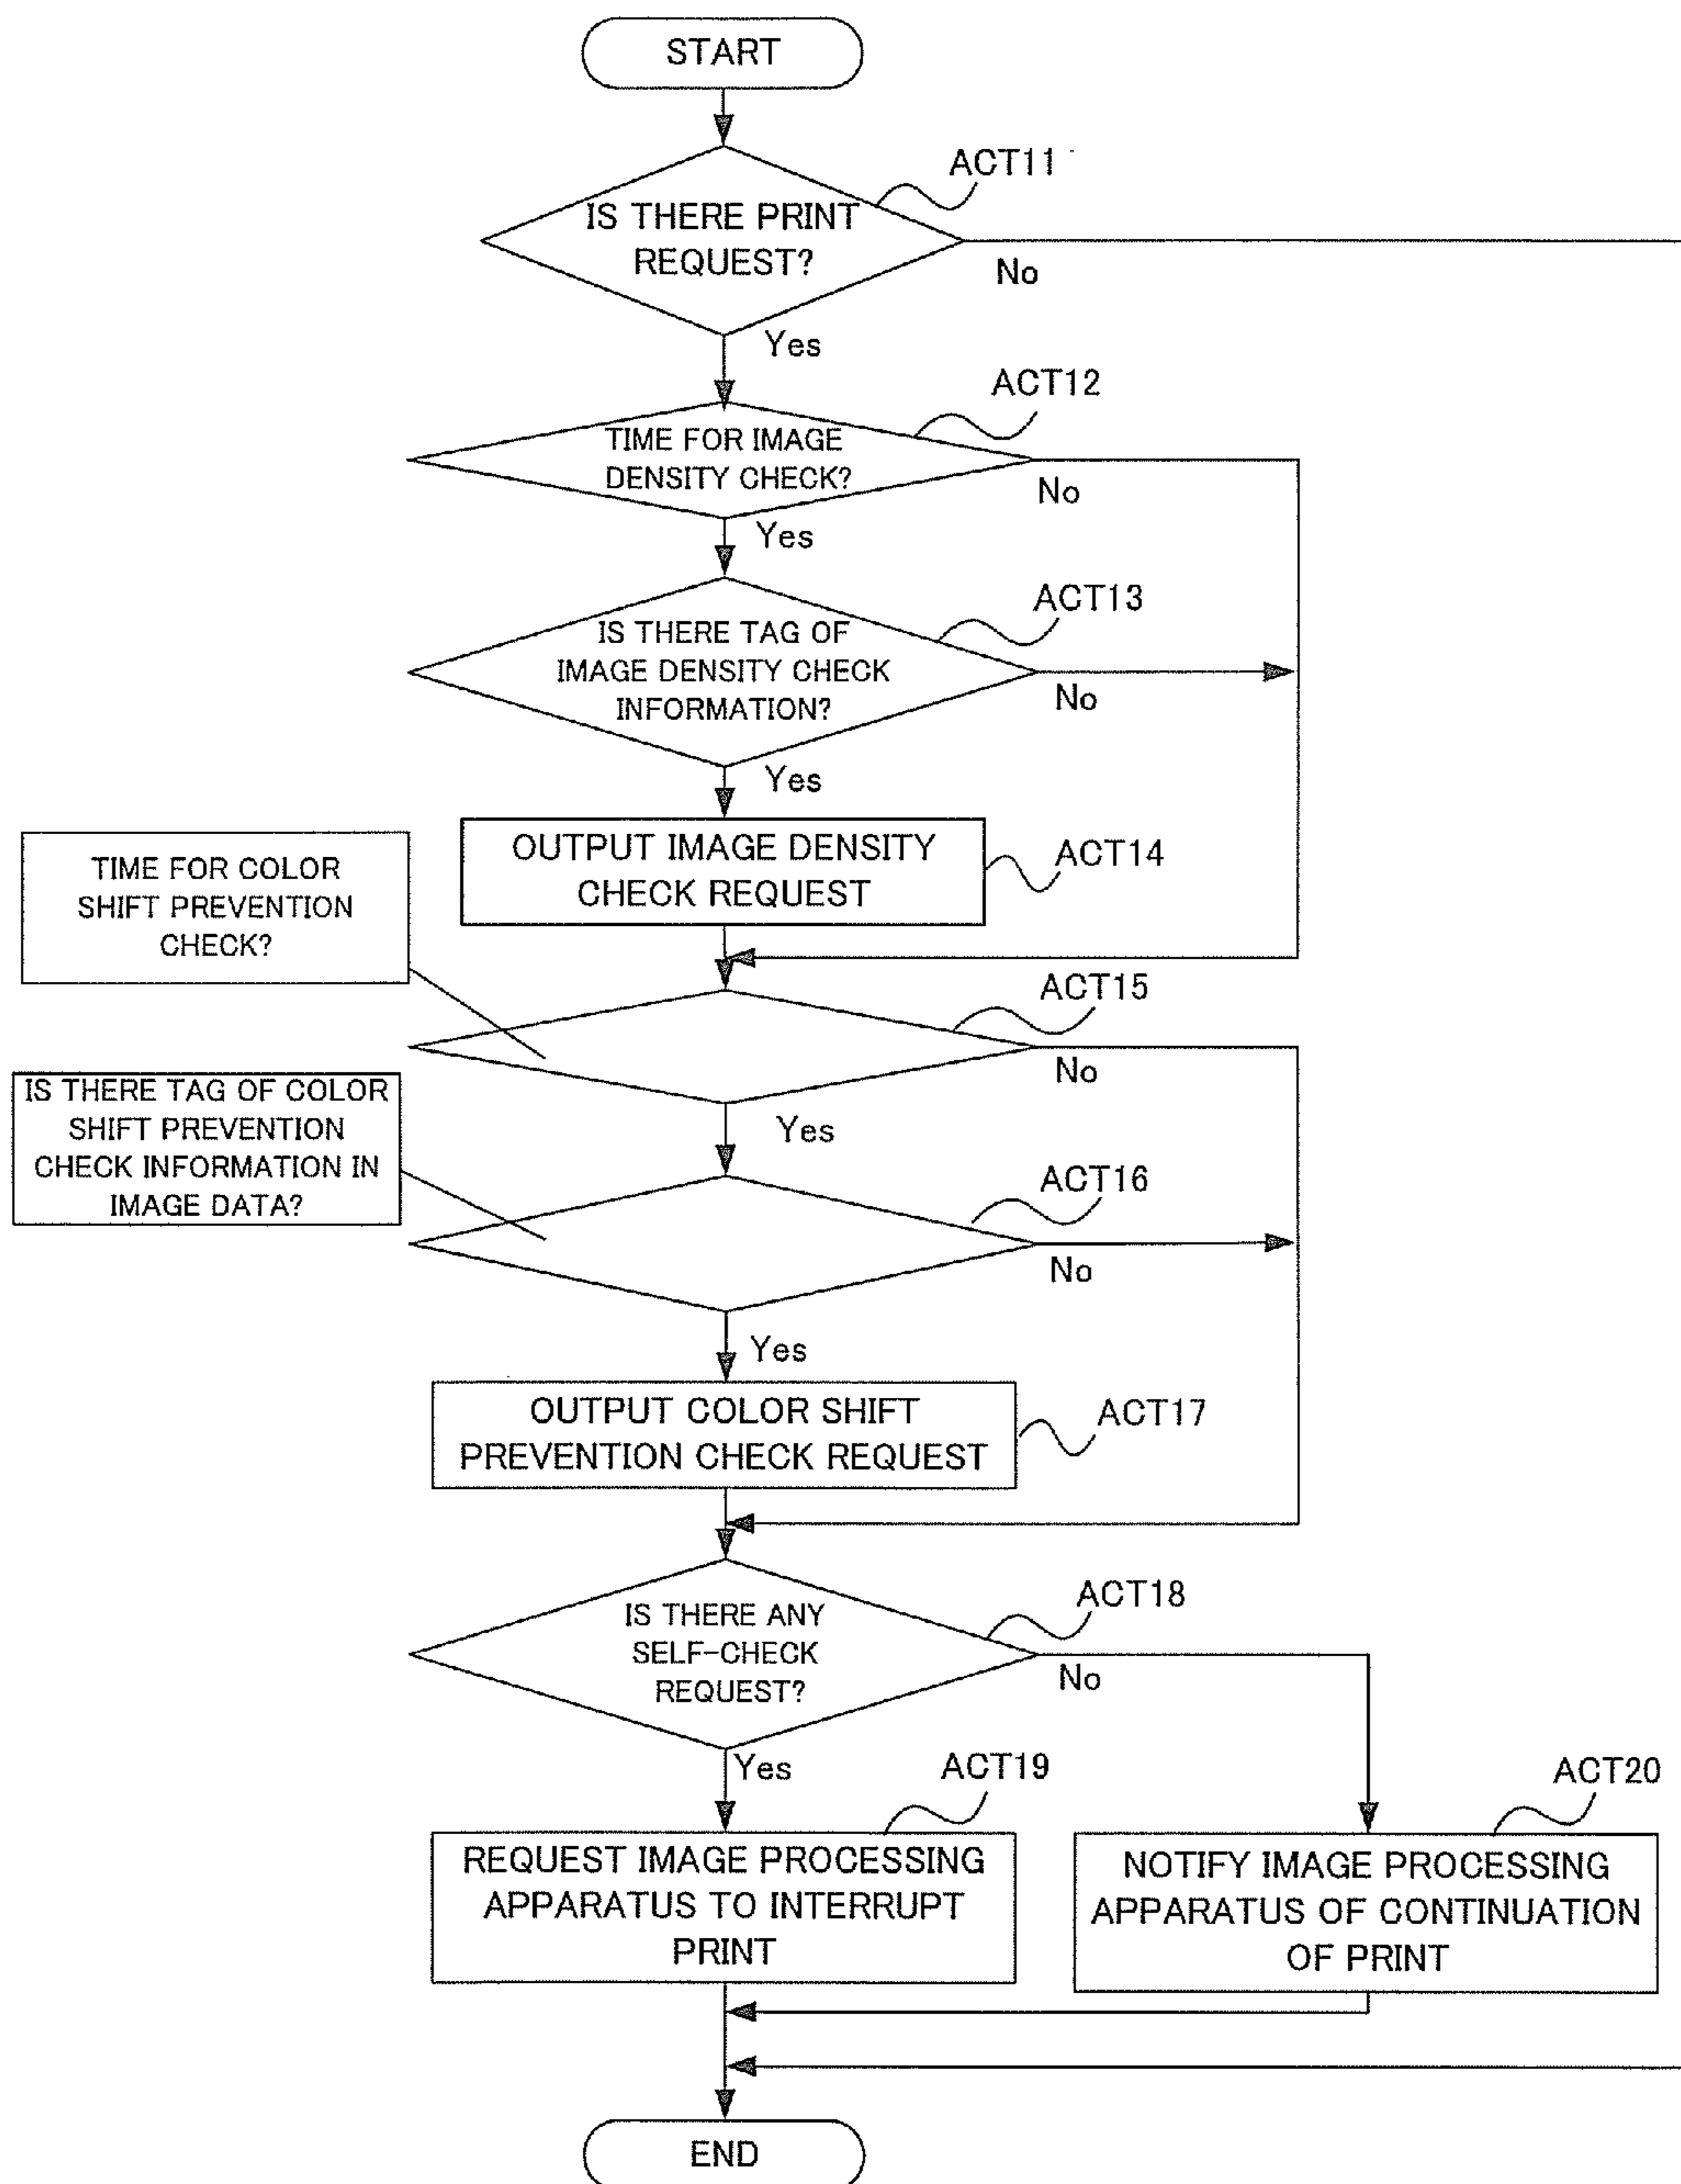 START
ACT11
IS THERE PRINT
REQUEST?
No
Yes
ACT12
TIME FOR IMAGE
DENSITY CHECK?
No
Yes
ACT13
IS THERE TAG OF
IMAGE DENSITY CHECK
INFORMATION?
No
Yes
OUTPUT IMAGE DENSITY
CHECK REQUEST
ACT14
TIME FOR COLOR
SHIFT PREVENTION
CHECK?
ACT15
No
Yes
IS THERE TAG OF COLOR
SHIFT PREVENTION
CHECK INFORMATION IN
IMAGE DATA?
ACT16
No
Yes
OUTPUT COLOR SHIFT
PREVENTION CHECK REQUEST
ACT17
IS THERE ANY
SELF-CHECK
REQUEST?
ACT18
No
Yes
ACT19
REQUEST IMAGE PROCESSING
APPARATUS TO INTERRUPT
PRINT
ACT20
NOTIFY IMAGE PROCESSING
APPARATUS OF CONTINUATION
OF PRINT
END